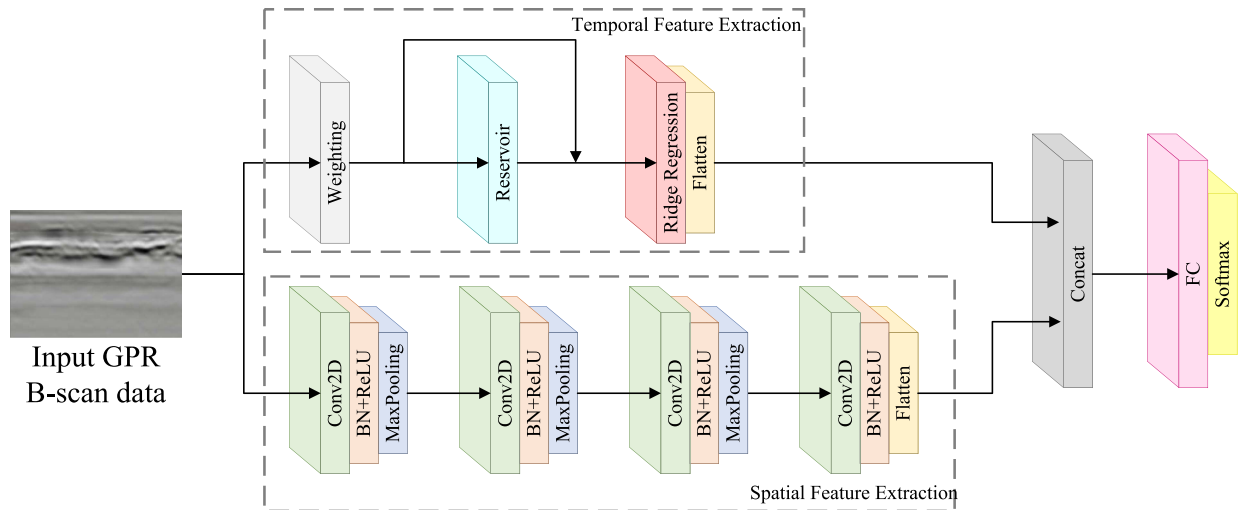 Temporal Feature Extraction
Weighting
Reservoir
Ridge Regression
Flatten
Input GPR
B-scan data
Conv2D
BN+ReLU
MaxPooling
Conv2D
BN+ReLU
MaxPooling
Conv2D
BN+ReLU
MaxPooling
Conv2D
BN+ReLU
Flatten
Spatial Feature Extraction
Concat
FC
Softmax